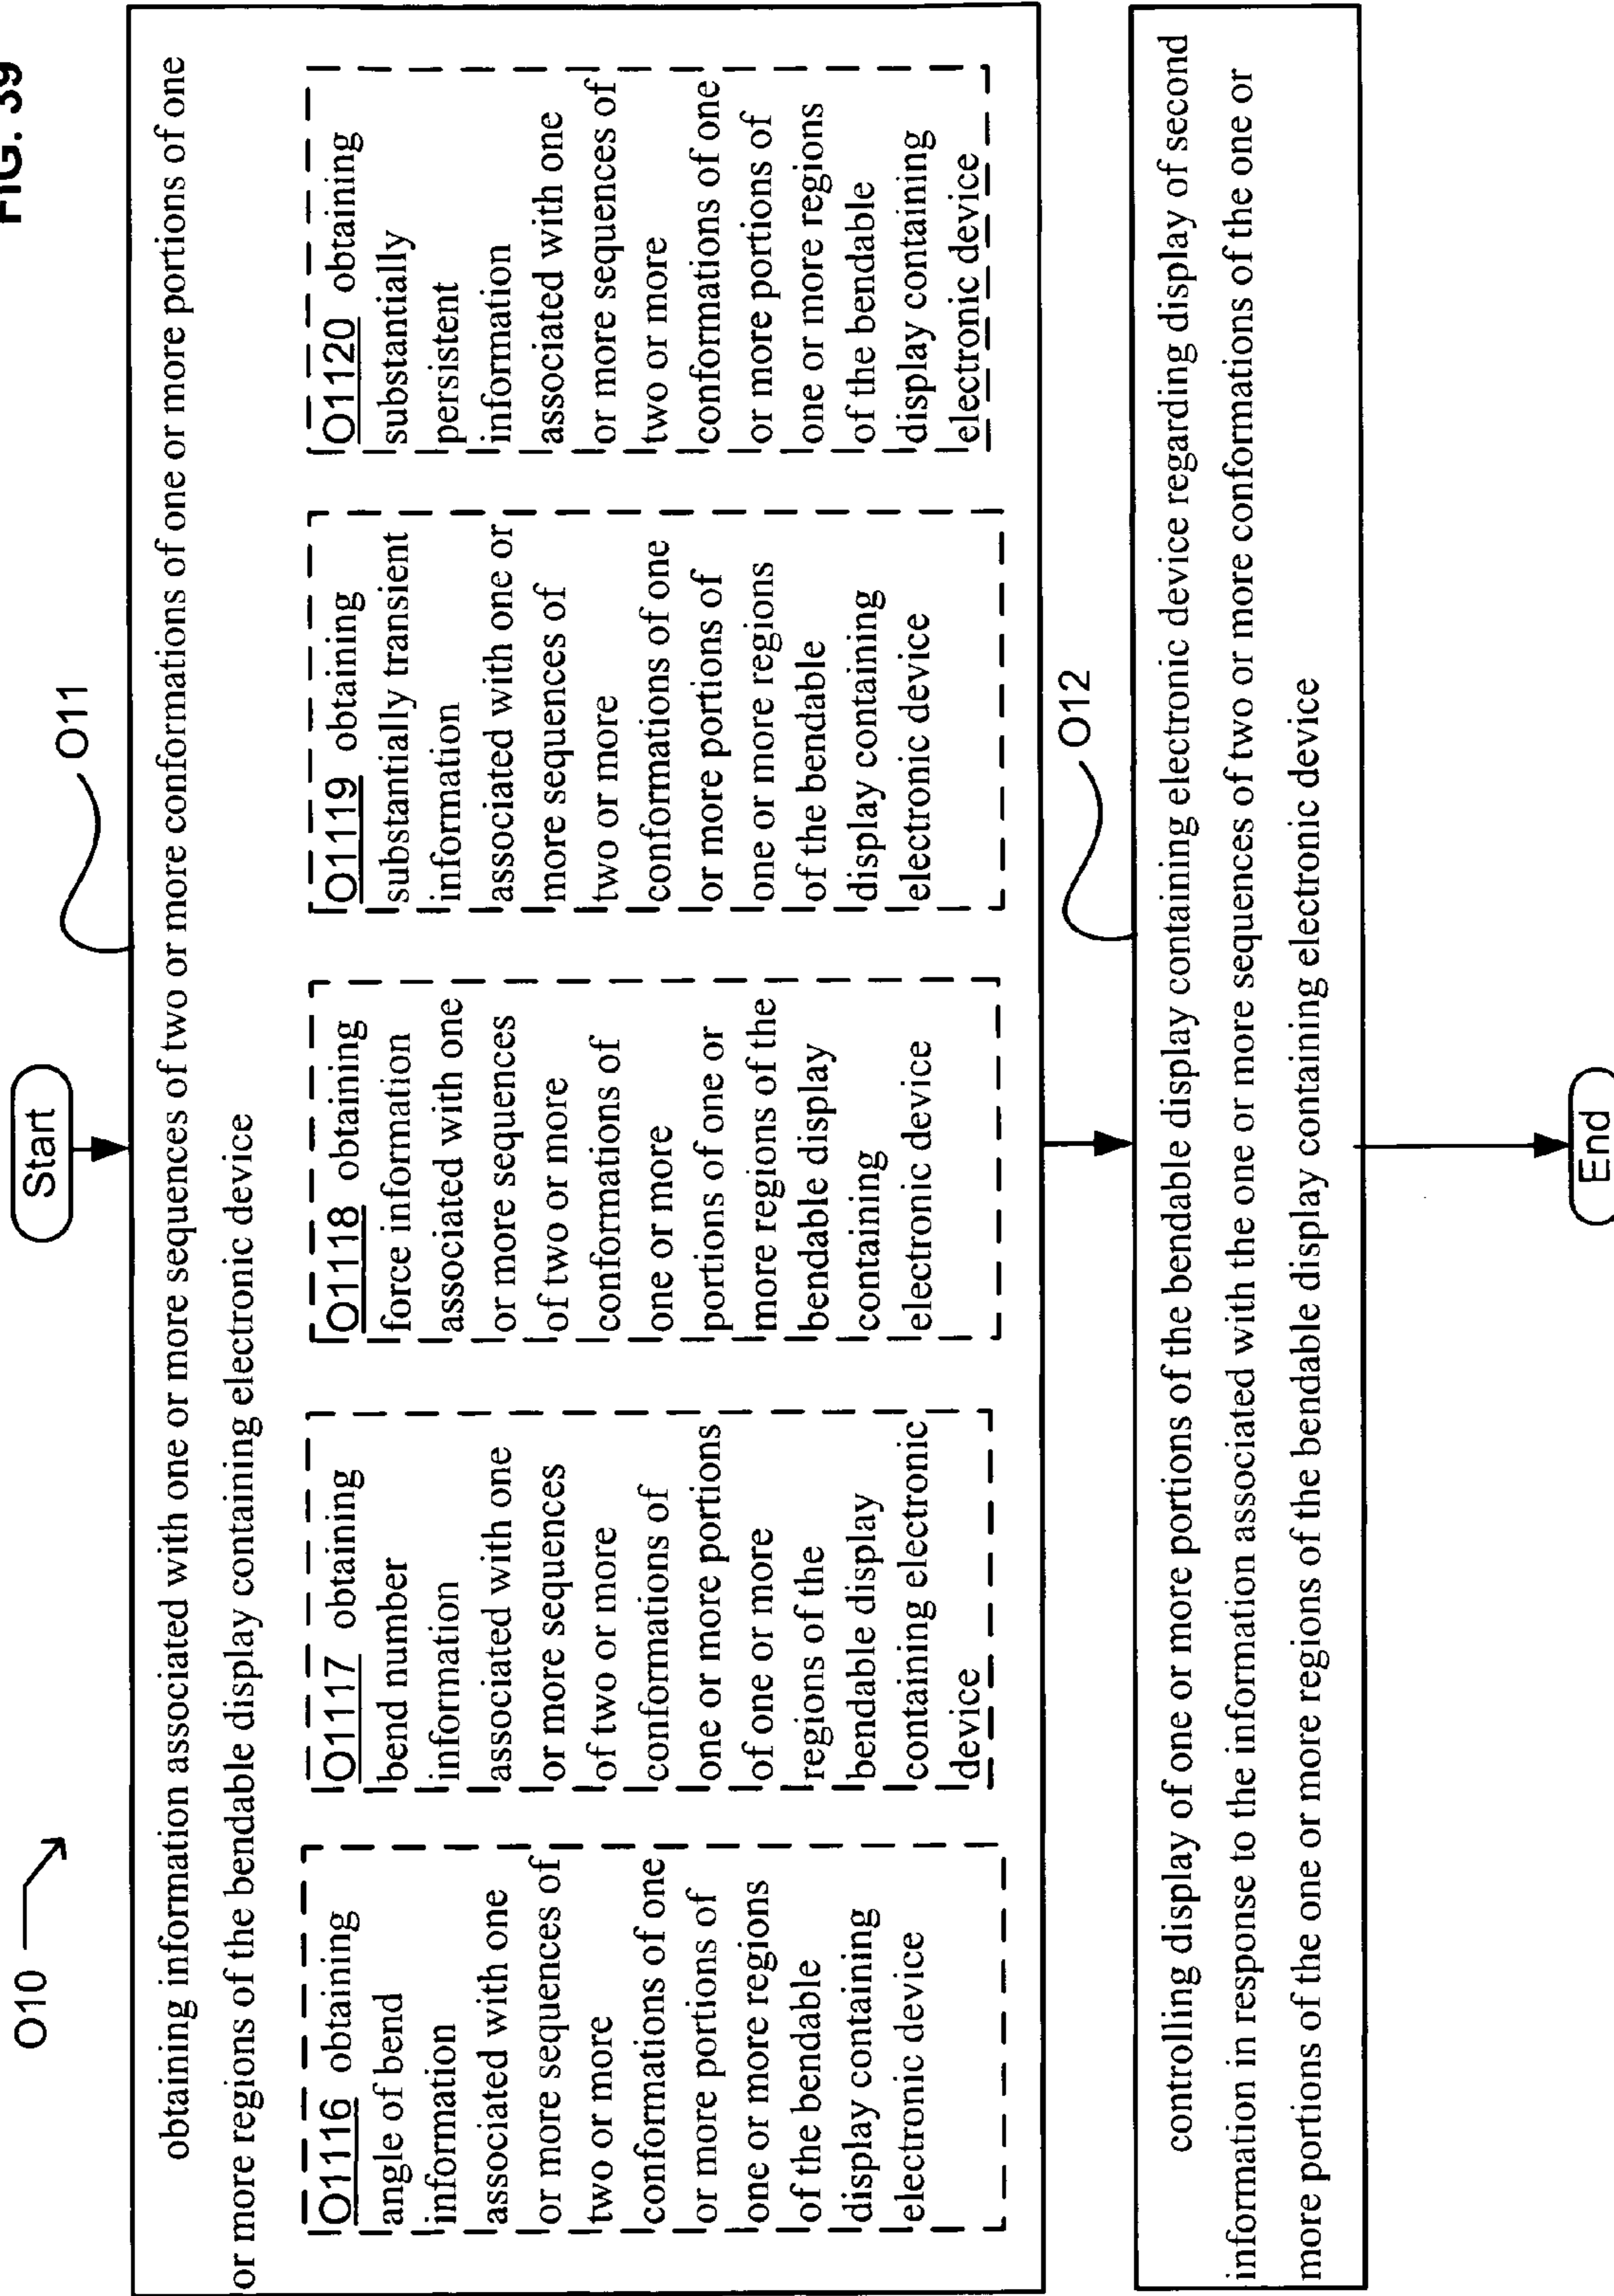 FIG. 39
O10
Start
O11
obtaining information associated with one or more sequences of two or more conformations of one or more portions of one
or more regions of the bendable display containing electronic device
O1116 obtaining
angle of bend
information
associated with one
or more sequences of
two or more
conformations of one
or more portions of
one or more regions
of the bendable
display containing
electronic device
O1117 obtaining
bend number
information
associated with one
or more sequences
of two or more
conformations of
one or more portions
of one or more
regions of the
bendable display
containing electronic
device
O1118 obtaining
force information
associated with one
or more sequences
of two or more
conformations of
one or more
portions of one or
more regions of the
bendable display
containing
electronic device
O1119 obtaining
substantially transient
information
associated with one or
more sequences of
two or more
conformations of one
or more portions of
one or more regions
of the bendable
display containing
electronic device
O1120 obtaining
substantially
persistent
information
associated with one
or more sequences of
two or more
conformations of one
or more portions of
one or more regions
of the bendable
display containing
electronic device
O12
controlling display of one or more portions of the bendable display containing electronic device regarding display of second
information in response to the information associated with the one or more sequences of two or more conformations of the one or
more portions of the one or more regions of the bendable display containing electronic device
End